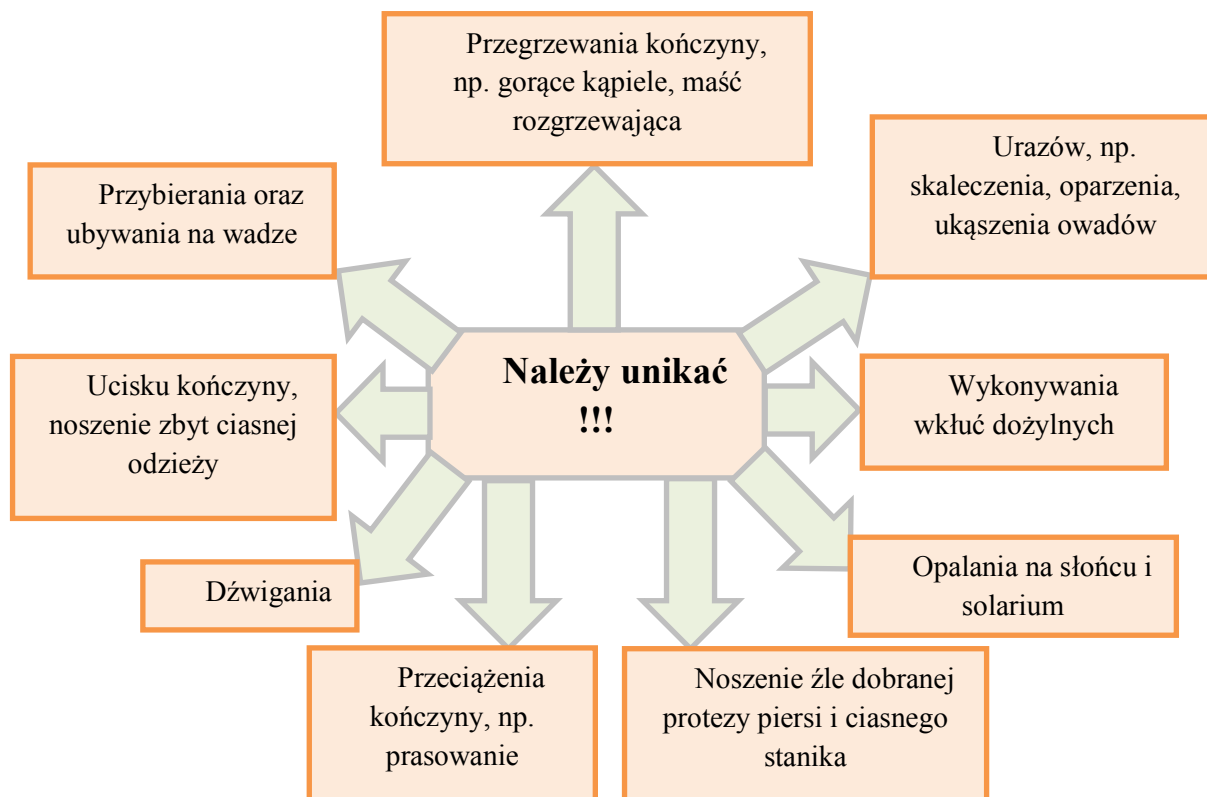 Przegrzewania kończyny,
np. gorące kąpiele, maść
rozgrzewająca
Urazów, np.
skaleczenia, oparzenia,
ukąszenia owadów
Przybierania oraz
ubywania na wadze
Należy unikać
!!!
Ucisku kończyny,
noszenie zbyt ciasnej
odzieży
Wykonywania
wkłuć dożylnych
Dźwigania
Opalania na słońcu i
solarium
Przeciążenia
kończyny, np.
prasowanie
Noszenie źle dobranej
protezy piersi i ciasnego
stanika